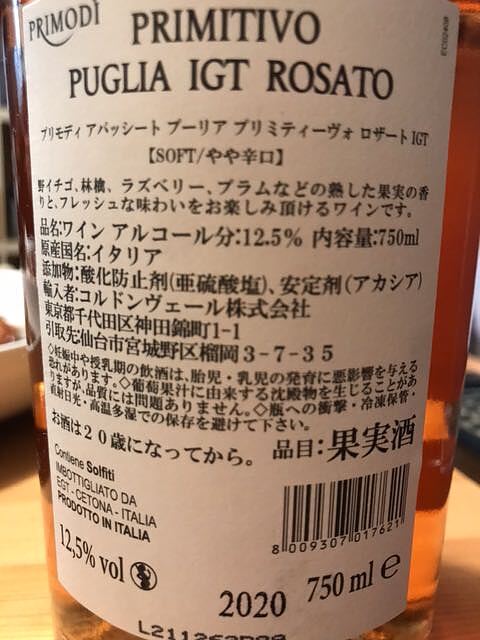 PRIMODÌ
PRIMITIVO
PUGLIA IGT ROSATO
プリモディ アパッシート プーリア プリミティーヴォ ロザート IGT
【SOFT/やや辛口】
野イチゴ、林檎、ラズベリー、プラムなどの熟した果実の香
りと、フレッシュな味わいをお楽しみ頂けるワインです。
品名:ワイン アルコール分:12.5% 内容量:750ml
原産国名:イタリア
添加物:酸化防止剤(亜硫酸塩)、安定剤(アカシア)
輸入者:コルドンヴェール株式会社
東京都千代田区神田錦町1-1
引取先:仙台市宮城野区榴岡3-7-35
◇妊娠中や授乳期の飲酒は、胎児・乳児の発育に悪影響を与える
恐れがあります。◇葡萄果汁に由来する沈殿物を生じることがあ
りますが、品質には問題ありません。◇瓶への衝撃・冷凍保管・
直射日光・高温多湿での保存を避けて下さい。
お酒は20歳になってから。
品目:果実酒
Contiene Solfiti
IMBOTTIGLIATO DA
EGT - CETONA - ITALIA
PRODOTTO IN ITALIA
12,5% vol
8 009307 017621
2020
750 ml e